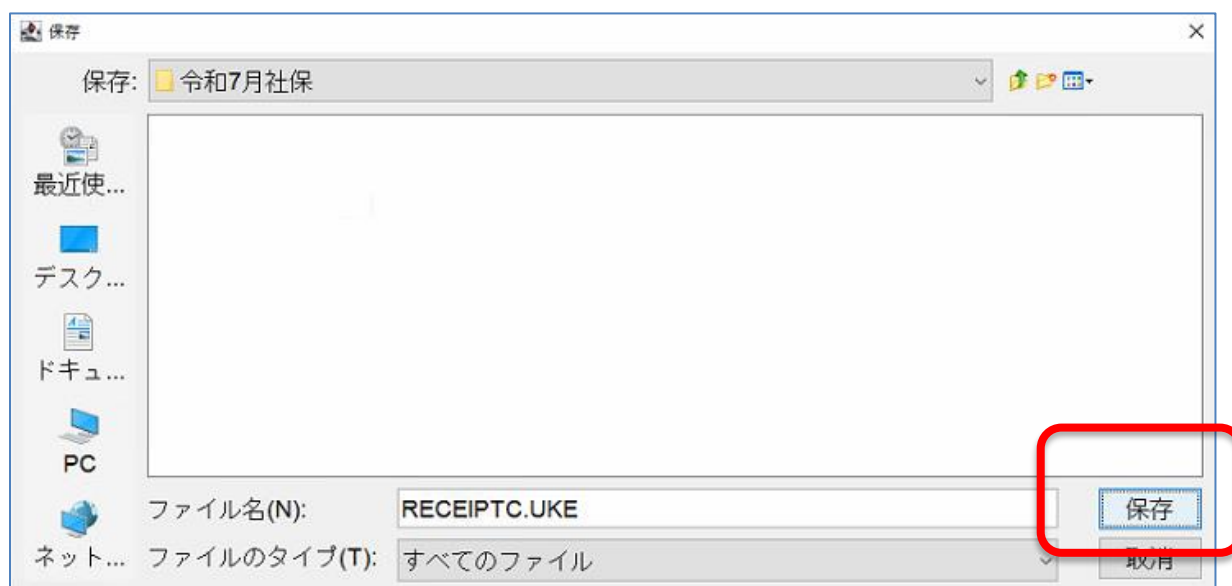 保存
保存: 令和7月社保
最近使...
デスク...
ドキュ...
PC
ネット...
ファイル名(N): RECEIPTC.UKE 保存
ファイルのタイプ(T): すべてのファイル 取消